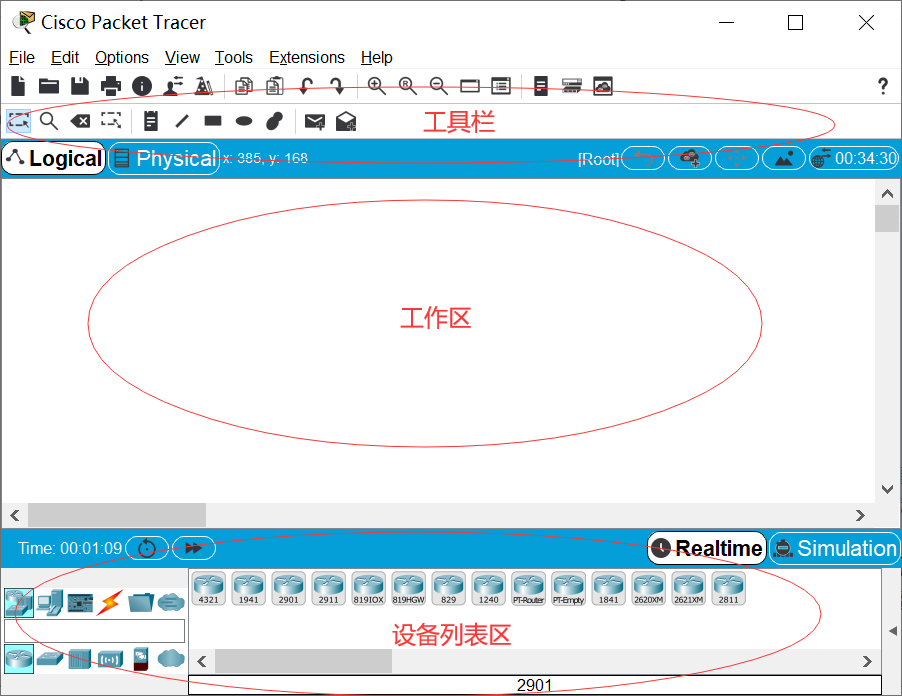 Cisco Packet Tracer
File Edit Options View Tools Extensions Help
?
工具栏
Logical Physical x: 385, y: 168 [Root] 00:34:30
工作区
Time: 00:01:09 Realtime Simulation
4321 1941 2901 2911 819IOX 819HGW 829 1240 PT-Router PT-Empty 1841 2620XM 2621XM 2811
设备列表区
2901